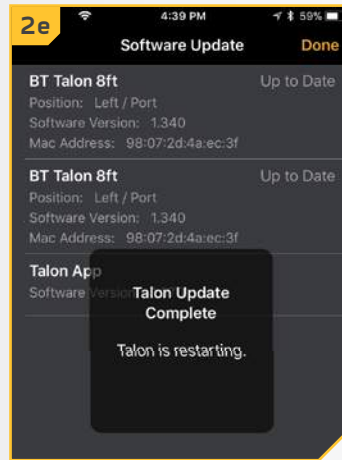 2e
4:39 PM
59%
Software Update
Done
BT Talon 8ft
Up to Date
Position: Left / Port
Software Version: 1.340
Mac Address: 98:07:2d:4a:ec:3f
BT Talon 8ft
Up to Date
Position: Left / Port
Software Version: 1.340
Mac Address: 98:07:2d:4a:ec:3f
Talon App
Software Version
Talon Update
Complete
Talon is restarting.